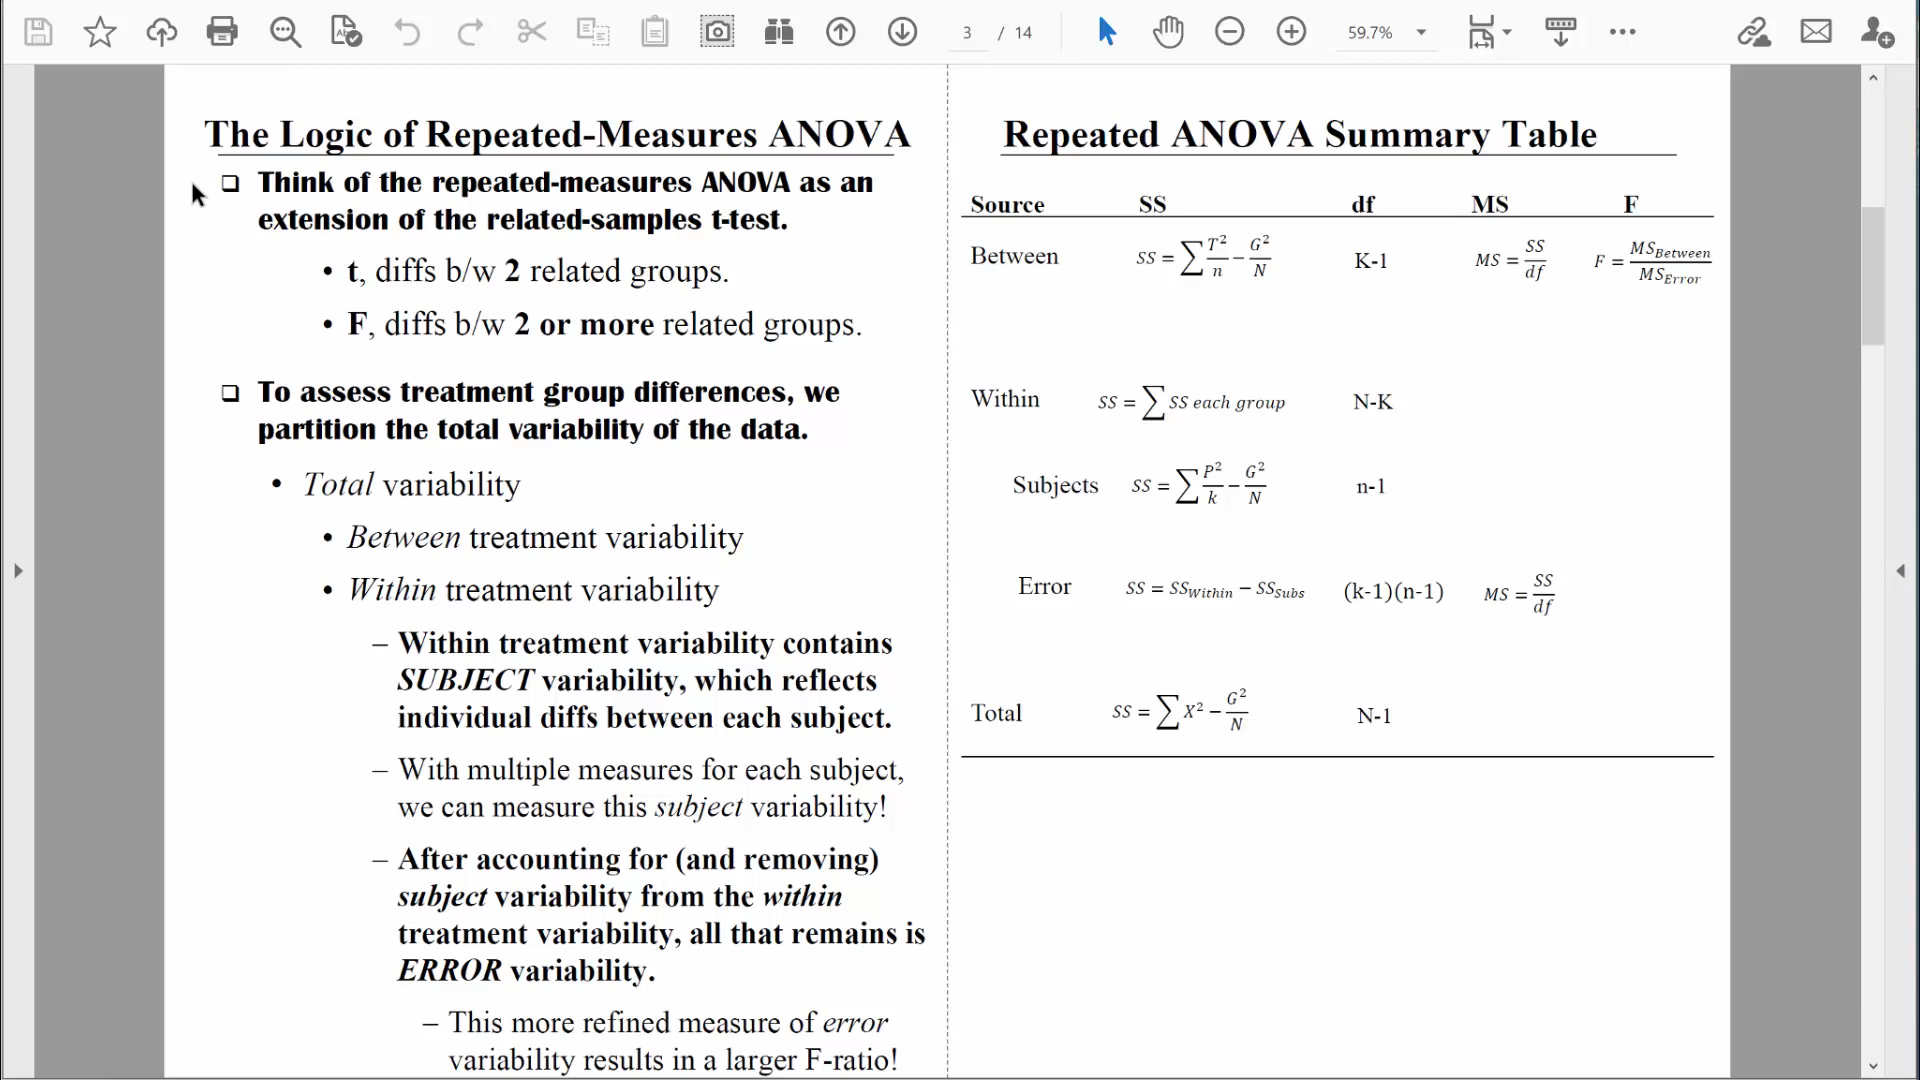 3 / 14
59.7%
The Logic of Repeated-Measures ANOVA
❑ Think of the repeated-measures ANOVA as an
extension of the related-samples t-test.
• t, diffs b/w 2 related groups.
• F, diffs b/w 2 or more related groups.
❑ To assess treatment group differences, we
partition the total variability of the data.
• Total variability
• Between treatment variability
• Within treatment variability
– Within treatment variability contains
SUBJECT variability, which reflects
individual diffs between each subject.
– With multiple measures for each subject,
we can measure this subject variability!
– After accounting for (and removing)
subject variability from the within
treatment variability, all that remains is
ERROR variability.
– This more refined measure of error
variability results in a larger F-ratio!
Repeated ANOVA Summary Table
Source SS df MS F
Between SS = ∑ T²/n − G²/N K-1 MS = SS/df F = MS_Between/MS_Error
Within SS = ∑ SS each group N-K
Subjects SS = ∑ P²/k − G²/N n-1
Error SS = SS_Within − SS_Subs (k-1)(n-1) MS = SS/df
Total SS = ∑ X² − G²/N N-1